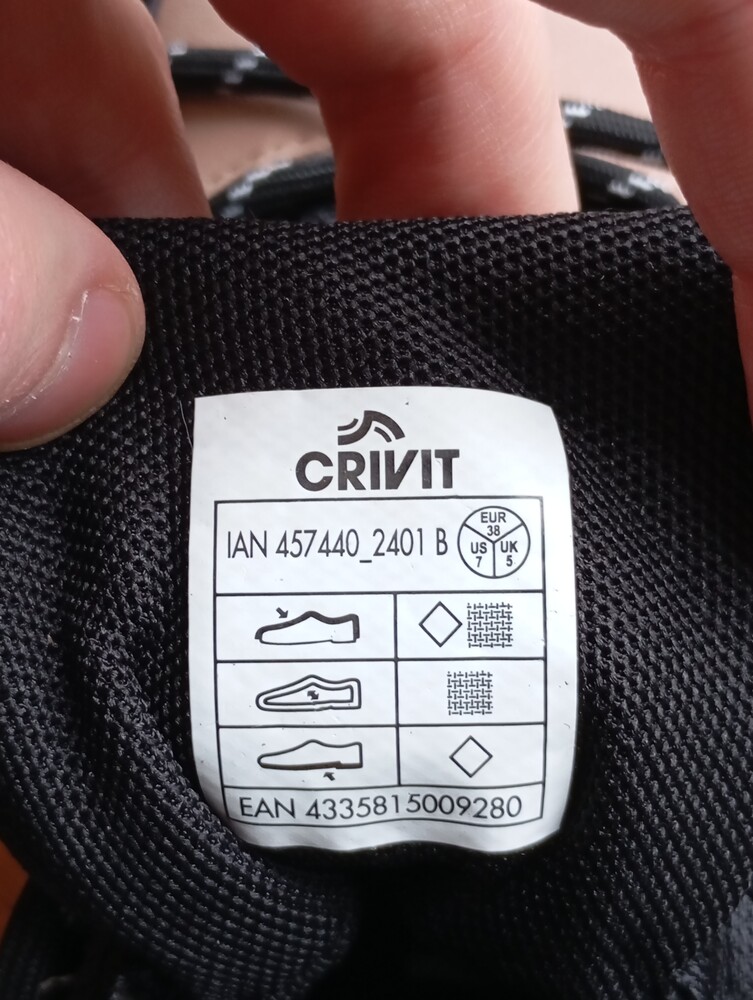 CRIVIT
IAN 457440_2401 B
EUR
38
US
7
UK
5
EAN 4335815009280